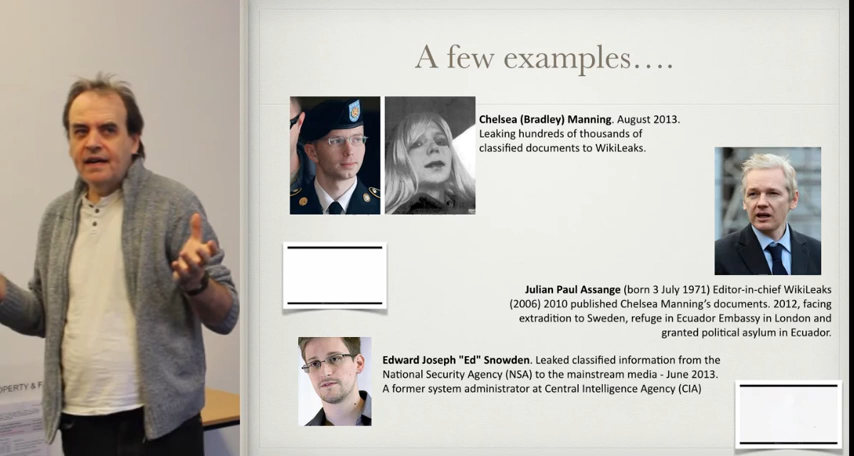 A few examples….
Chelsea (Bradley) Manning. August 2013.
Leaking hundreds of thousands of
classified documents to WikiLeaks.
Julian Paul Assange (born 3 July 1971) Editor-in-chief WikiLeaks
(2006) 2010 published Chelsea Manning's documents. 2012, facing
extradition to Sweden, refuge in Ecuador Embassy in London and
granted political asylum in Ecuador.
Edward Joseph "Ed" Snowden. Leaked classified information from the
National Security Agency (NSA) to the mainstream media - June 2013.
A former system administrator at Central Intelligence Agency (CIA)
OPERTY & F